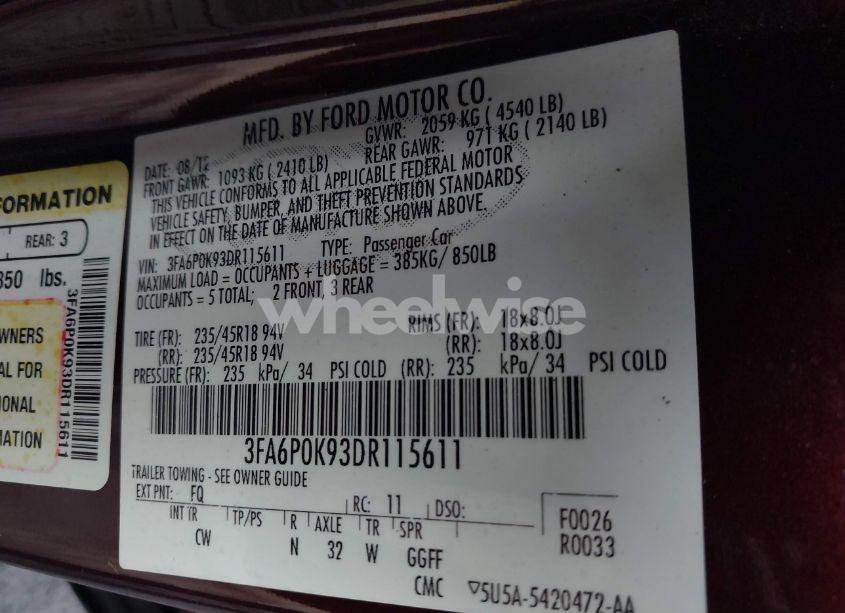 MFD. BY FORD MOTOR CO.
DATE: 08/12 GVWR: 2059 KG ( 4540 LB)
FRONT GAWR: 1093 KG ( 2410 LB) REAR GAWR: 971 KG ( 2140 LB)
THIS VEHICLE CONFORMS TO ALL APPLICABLE FEDERAL MOTOR
VEHICLE SAFETY, BUMPER, AND THEFT PREVENTION STANDARDS
IN EFFECT ON THE DATE OF MANUFACTURE SHOWN ABOVE.
VIN: 3FA6P0K93DR115611 TYPE: Passenger Car
MAXIMUM LOAD = OCCUPANTS + LUGGAGE = 385KG/ 850LB
OCCUPANTS = 5 TOTAL; 2 FRONT, 3 REAR
wheelwise
TIRE (FR): 235/45R18 94V RIMS (FR): 18x8.0J
(RR): 235/45R18 94V (RR): 18x8.0J
PRESSURE (FR): 235 kPa/ 34 PSI COLD (RR): 235 kPa/ 34 PSI COLD
3FA6P0K93DR115611
TRAILER TOWING - SEE OWNER GUIDE
EXT PNT: FQ RC: 11 DSO: F0026
INT TR TP/PS R AXLE TR SPR R0033
CW N 32 W GGFF
CMC ▽5U5A-5420472-AA
FORMATION
REAR: 3
850 lbs.
3FA6P0K93DR115611
WNERS
AL FOR
IONAL
MATION